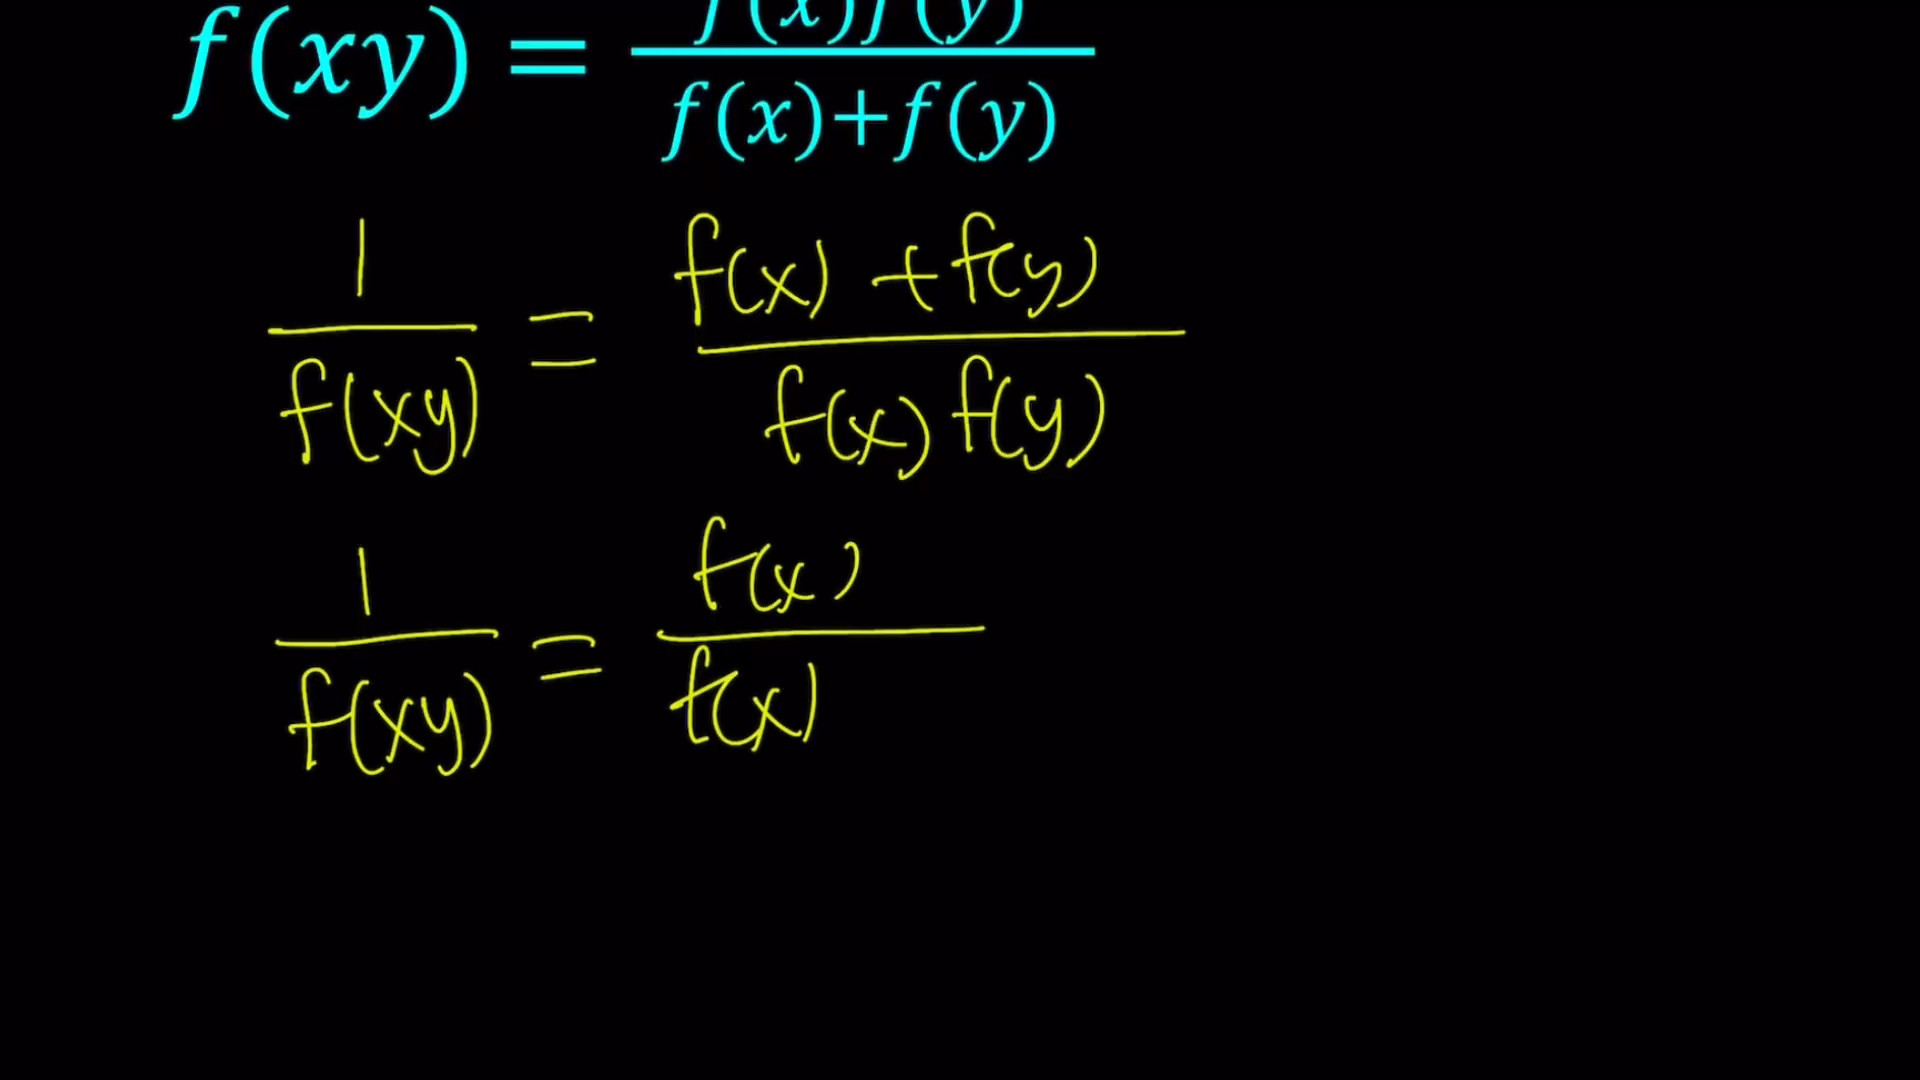 f(xy) = f(x)f(y) / f(x)+f(y)
1 / f(xy) = f(x) + f(y) / f(x) f(y)
1 / f(xy) = f(x) / f(x)